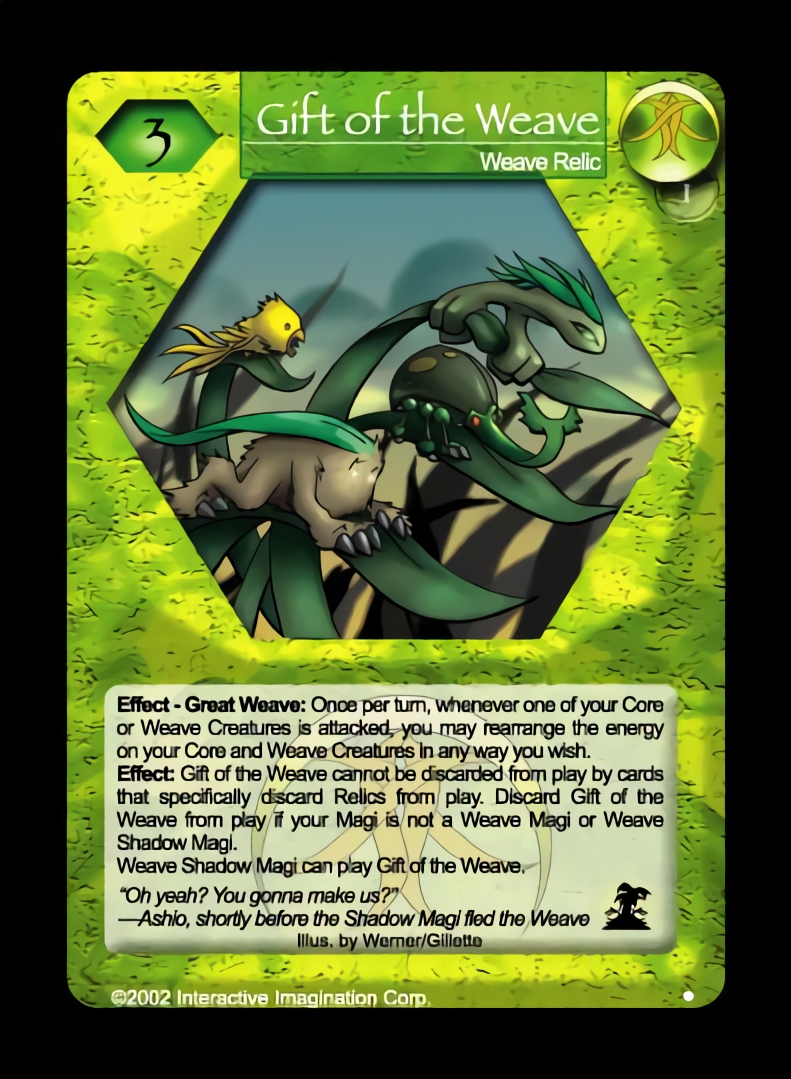 3
Gift of the Weave
Weave Relic
1
Effect - Great Weave: Once per turn, whenever one of your Core
or Weave Creatures is attacked, you may rearrange the energy
on your Core and Weave Creatures in any way you wish.
Effect: Gift of the Weave cannot be discarded from play by cards
that specifically discard Relics from play. Discard Gift of the
Weave from play if your Magi is not a Weave Magi or Weave
Shadow Magi.
Weave Shadow Magi can play Gift of the Weave.
"Oh yeah? You gonna make us?"
—Ashio, shortly before the Shadow Magi fled the Weave
Illus. by Werner/Gillette
©2002 Interactive Imagination Corp.